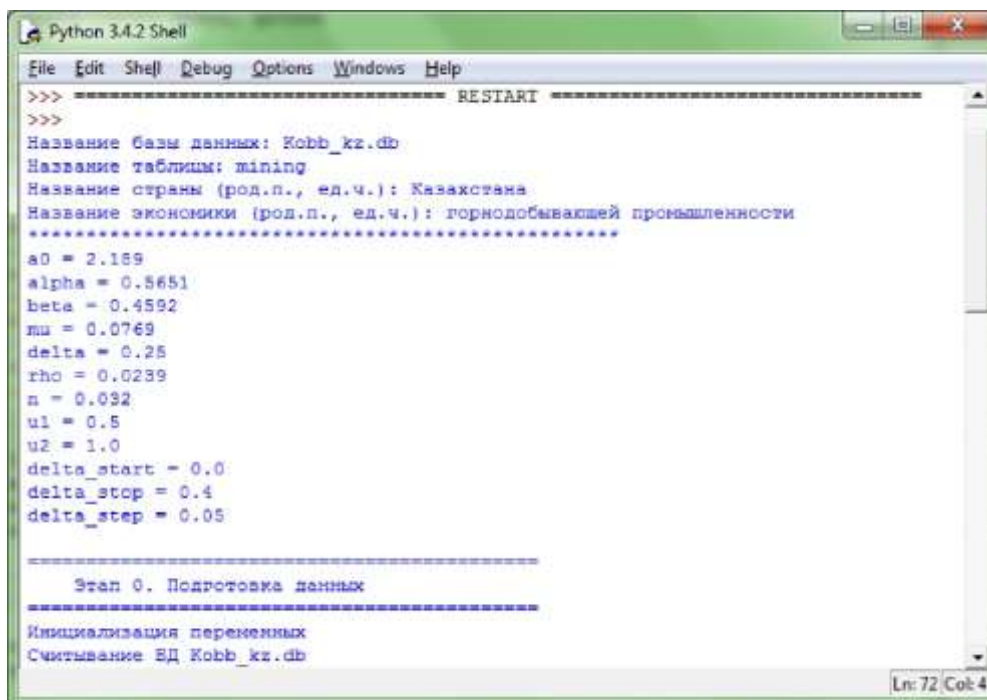 Python 3.4.2 Shell
File Edit Shell Debug Options Windows Help
>>> ================================ RESTART ================================
>>>
Название базы данных: Kobb_kz.db
Название таблицы: mining
Название страны (род.п., ед.ч.): Казахстана
Название экономики (род.п., ед.ч.): горнодобывающей промышленности
***************************************************
a0 = 2.189
alpha = 0.5651
beta = 0.4592
mu = 0.0769
delta = 0.25
rho = 0.0239
n = 0.032
u1 = 0.5
u2 = 1.0
delta_start = 0.0
delta_stop = 0.4
delta_step = 0.05
============================================
Этап 0. Подготовка данных
============================================
Инициализация переменных
Считывание БД Kobb_kz.db
Ln: 72 Col: 4